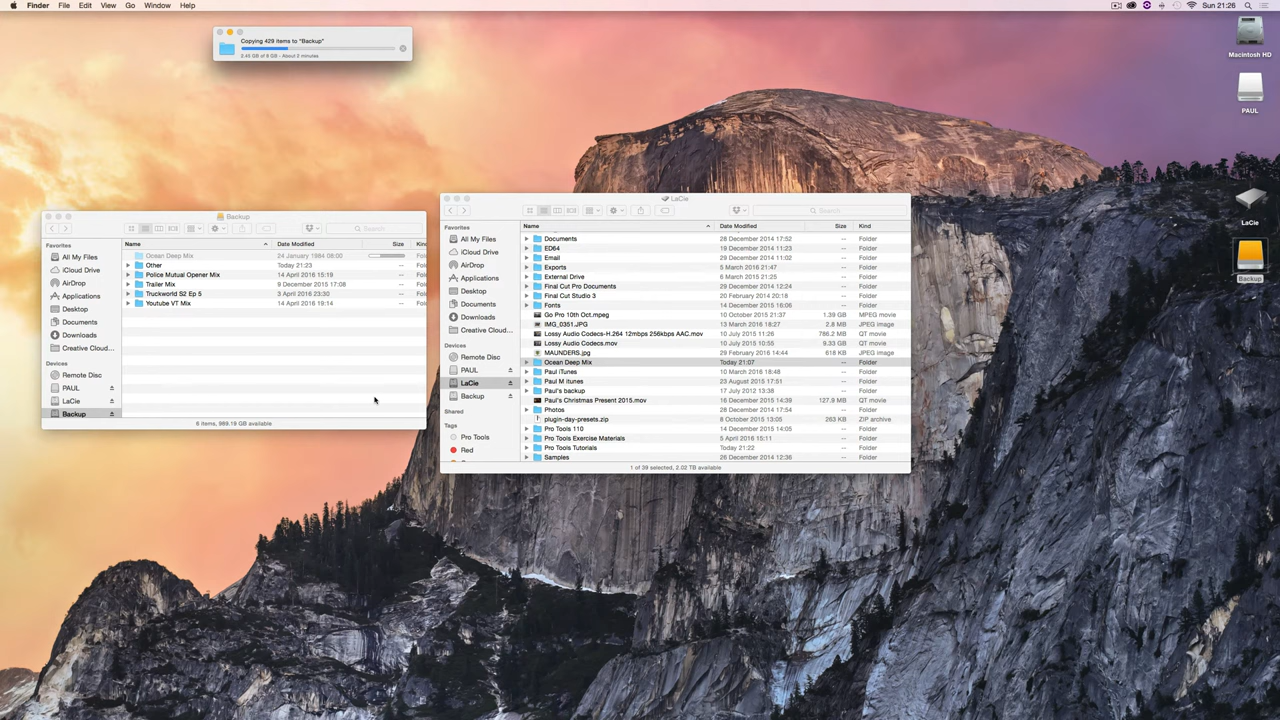 Finder File Edit View Go Window Help Sun 21:26
Copying 429 items to "Backup"
2.45 GB of 8 GB - About 2 minutes
Macintosh HD
PAUL
LaCie
Backup
Backup
Search
Favorites
All My Files
iCloud Drive
AirDrop
Applications
Desktop
Documents
Downloads
Creative Cloud...
Devices
Remote Disc
PAUL
LaCie
Backup
Name Date Modified Size Kin
Ocean Deep Mix 24 January 1984 08:00 Fol
Other Today 21:23 -- Fol
Police Mutual Opener Mix 14 April 2016 15:19 -- Fol
Trailer Mix 9 December 2015 17:08 -- Fol
Truckworld S2 Ep 5 3 April 2016 23:30 -- Fol
Youtube VT Mix 14 April 2016 19:14 -- Fol
6 items, 989.19 GB available
LaCie
Search
Favorites
All My Files
iCloud Drive
AirDrop
Applications
Desktop
Documents
Downloads
Creative Cloud...
Devices
Remote Disc
PAUL
LaCie
Backup
Shared
Tags
Pro Tools
Red
Name Date Modified Size Kind
Documents 28 December 2014 17:52 -- Folder
ED64 19 December 2014 11:23 -- Folder
Email 28 December 2014 11:24 -- Folder
Exports 5 March 2016 21:47 -- Folder
External Drive 6 March 2015 21:25 -- Folder
Final Cut Pro Documents 28 December 2014 11:26 -- Folder
Final Cut Studio 3 20 February 2014 20:18 -- Folder
Fonts 14 December 2015 16:06 -- Folder
Go Pro 10th Oct.mpeg 10 October 2015 21:15 1.39 GB MPEG movie
IMG_0351.JPG 13 March 2016 18:27 2.8 MB JPEG image
Lossy Audio Codecs-H.264 12mbps 256kbps AAC.mov 10 July 2015 11:26 786.2 MB QT movie
Lossy Audio Codecs.mov 10 July 2015 10:55 9.33 GB QT movie
MAUNDERS.jpg 29 February 2016 14:44 618 KB JPEG image
Ocean Deep Mix Today 21:07 -- Folder
Paul iTunes 10 March 2016 18:48 -- Folder
Paul M itunes 23 August 2015 17:51 -- Folder
Paul's backup 17 July 2012 13:38 -- Folder
Paul's Christmas Present 2015.mov 16 December 2015 14:39 127.9 MB QT movie
Photos 28 December 2014 17:54 -- Folder
plugin-day-presets.zip 8 October 2015 13:05 263 KB ZIP archive
Pro Tools 110 14 December 2015 14:05 -- Folder
Pro Tools Exercise Materials 5 April 2016 15:11 -- Folder
Pro Tools Tutorials Today 21:22 -- Folder
Samples 26 December 2014 12:36 -- Folder
1 of 39 selected, 2.02 TB available